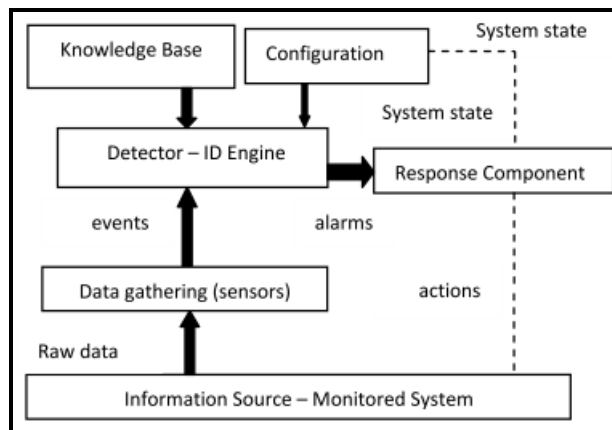 System state
Knowledge Base
Configuration
System state
Detector – ID Engine
Response Component
events
alarms
Data gathering (sensors)
actions
Raw data
Information Source – Monitored System